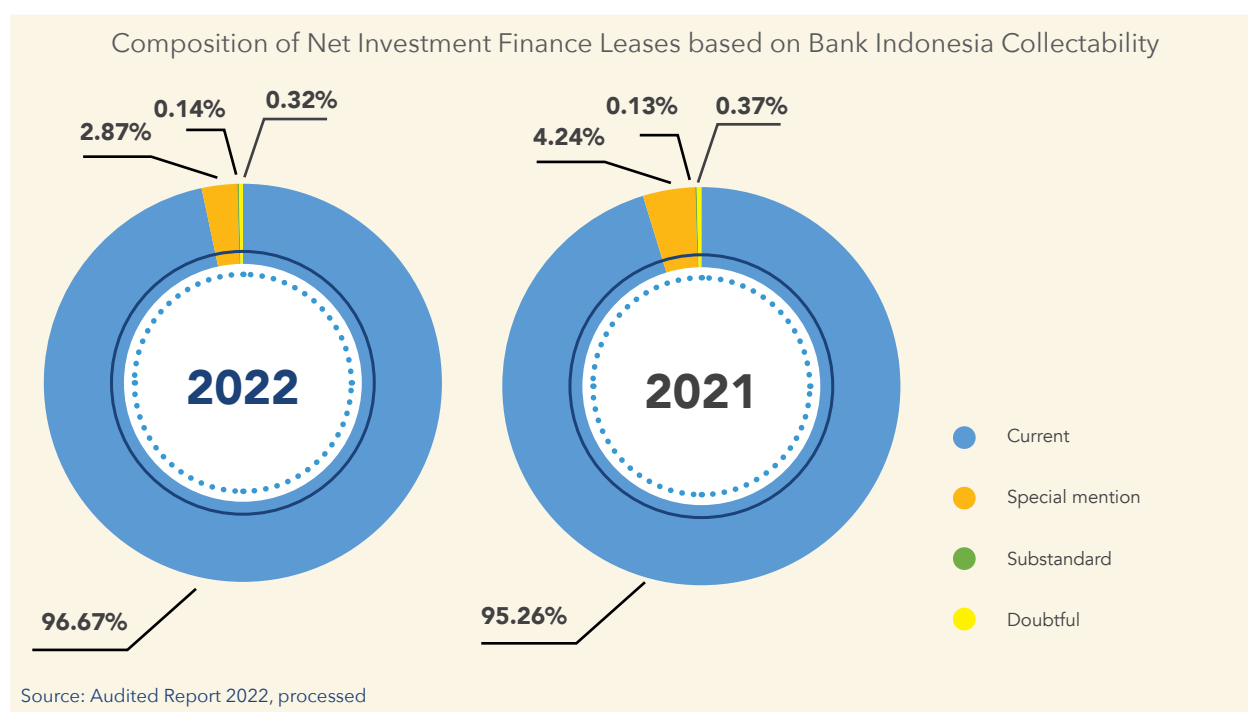 Composition of Net Investment Finance Leases based on Bank Indonesia Collectability
2.87%
0.14%
0.32%
2022
96.67%
4.24%
0.13%
0.37%
2021
95.26%
Current
Special mention
Substandard
Doubtful
Source: Audited Report 2022, processed